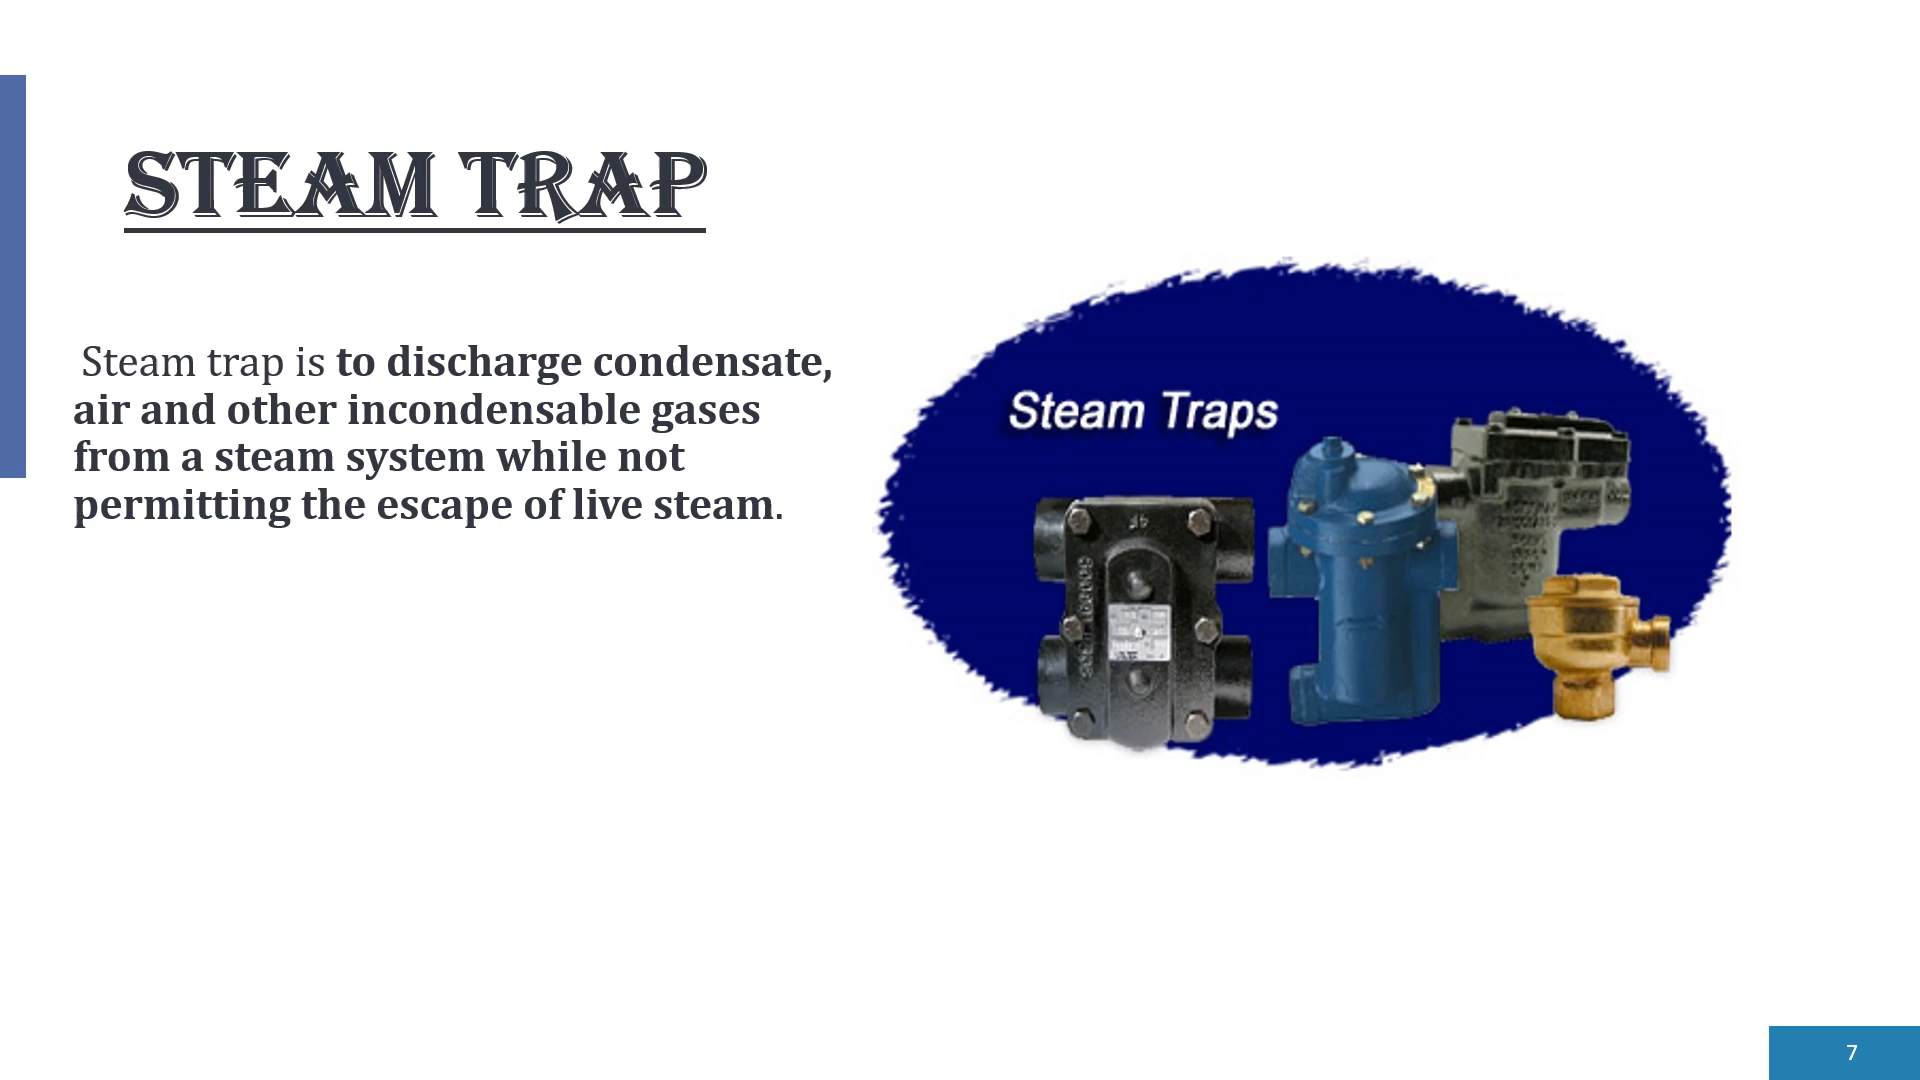 STEAM TRAP
Steam trap is to discharge condensate,
air and other incondensable gases
from a steam system while not
permitting the escape of live steam.
Steam Traps
7